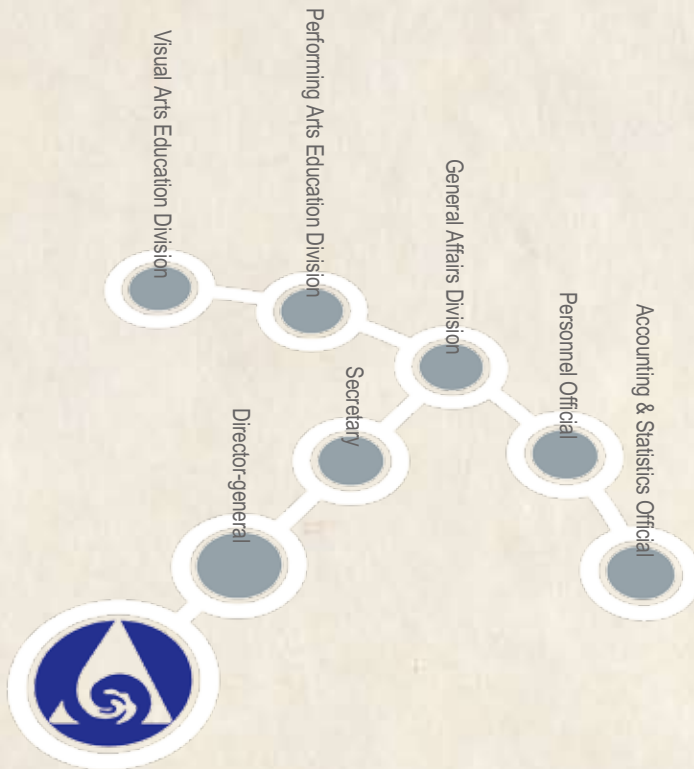 Visual Arts Education Division
Performing Arts Education Division
General Affairs Division
Personnel Official
Accounting & Statistics Official
Secretary
Director-general